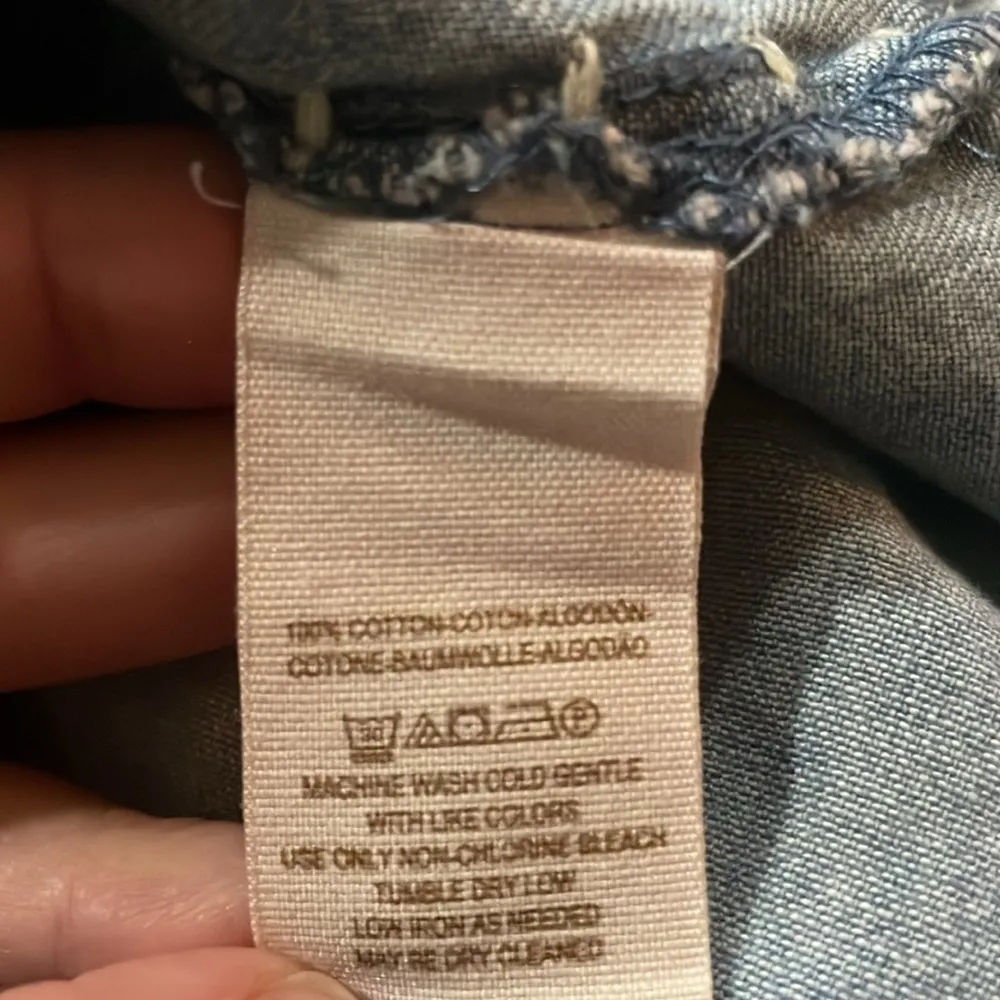 100% COTTON-COTON-ALGODÓN-
COTONE-BAUMWOLLE-ALGODÃO
30 P
MACHINE WASH COLD GENTLE
WITH LIKE COLORS
USE ONLY NON-CHLORINE BLEACH
TUMBLE DRY LOW
LOW IRON AS NEEDED
MAY BE DRY CLEANED